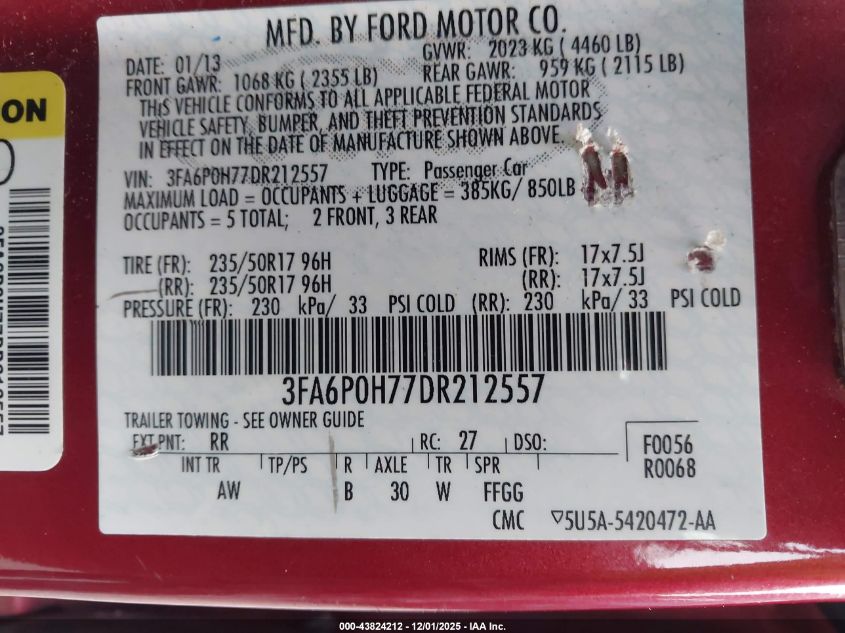 MFD. BY FORD MOTOR CO.
DATE: 01/13
GVWR: 2023 KG ( 4460 LB)
FRONT GAWR: 1068 KG ( 2355 LB)
REAR GAWR: 959 KG ( 2115 LB)
THIS VEHICLE CONFORMS TO ALL APPLICABLE FEDERAL MOTOR
VEHICLE SAFETY, BUMPER, AND THEFT PREVENTION STANDARDS
IN EFFECT ON THE DATE OF MANUFACTURE SHOWN ABOVE.
VIN: 3FA6P0H77DR212557 TYPE: Passenger Car
MAXIMUM LOAD = OCCUPANTS + LUGGAGE = 385KG/ 850LB
OCCUPANTS = 5 TOTAL; 2 FRONT, 3 REAR
TIRE (FR): 235/50R17 96H RIMS (FR): 17x7.5J
(RR): 235/50R17 96H (RR): 17x7.5J
PRESSURE (FR): 230 kPa/ 33 PSI COLD (RR): 230 kPa/ 33 PSI COLD
3FA6P0H77DR212557
TRAILER TOWING - SEE OWNER GUIDE
EXT PNT: RR RC: 27 DSO: F0056
R0068
INT TR TP/PS R AXLE TR SPR
AW B 30 W FFGG
CMC ▽5U5A-5420472-AA
ON
000-43824212 - 12/01/2025 - IAA Inc.